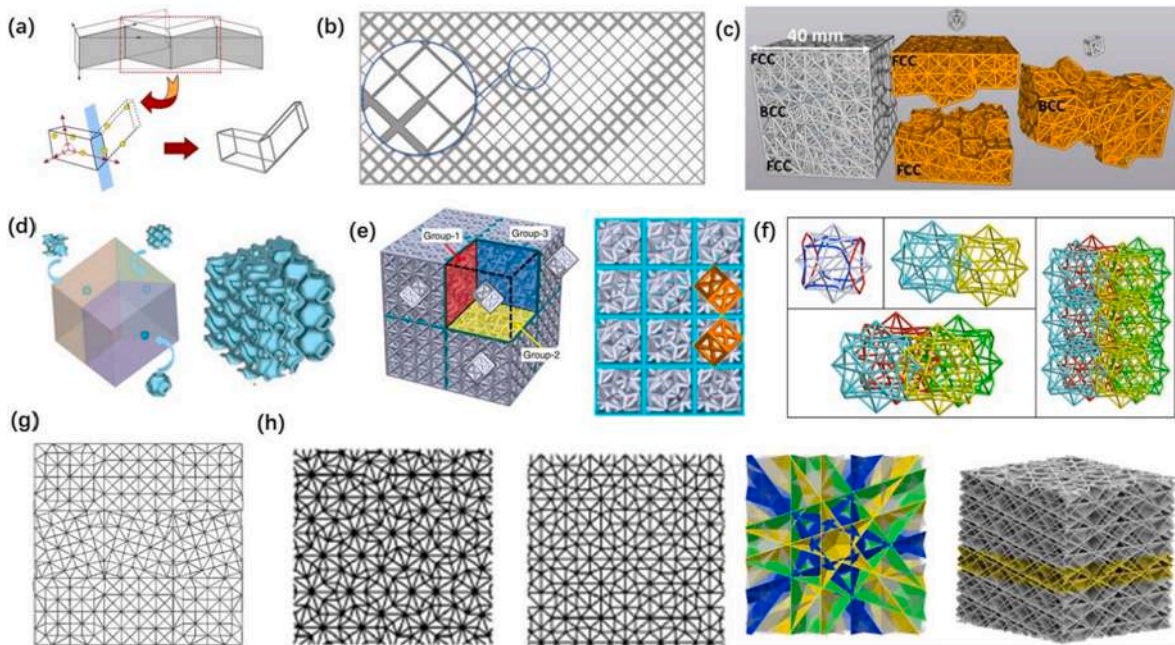 (a)
(b)
(c)
40 mm
FCC
FCC
BCC
BCC
FCC
FCC
(d)
(e)
Group-1
Group-3
Group-2
(f)
(g)
(h)